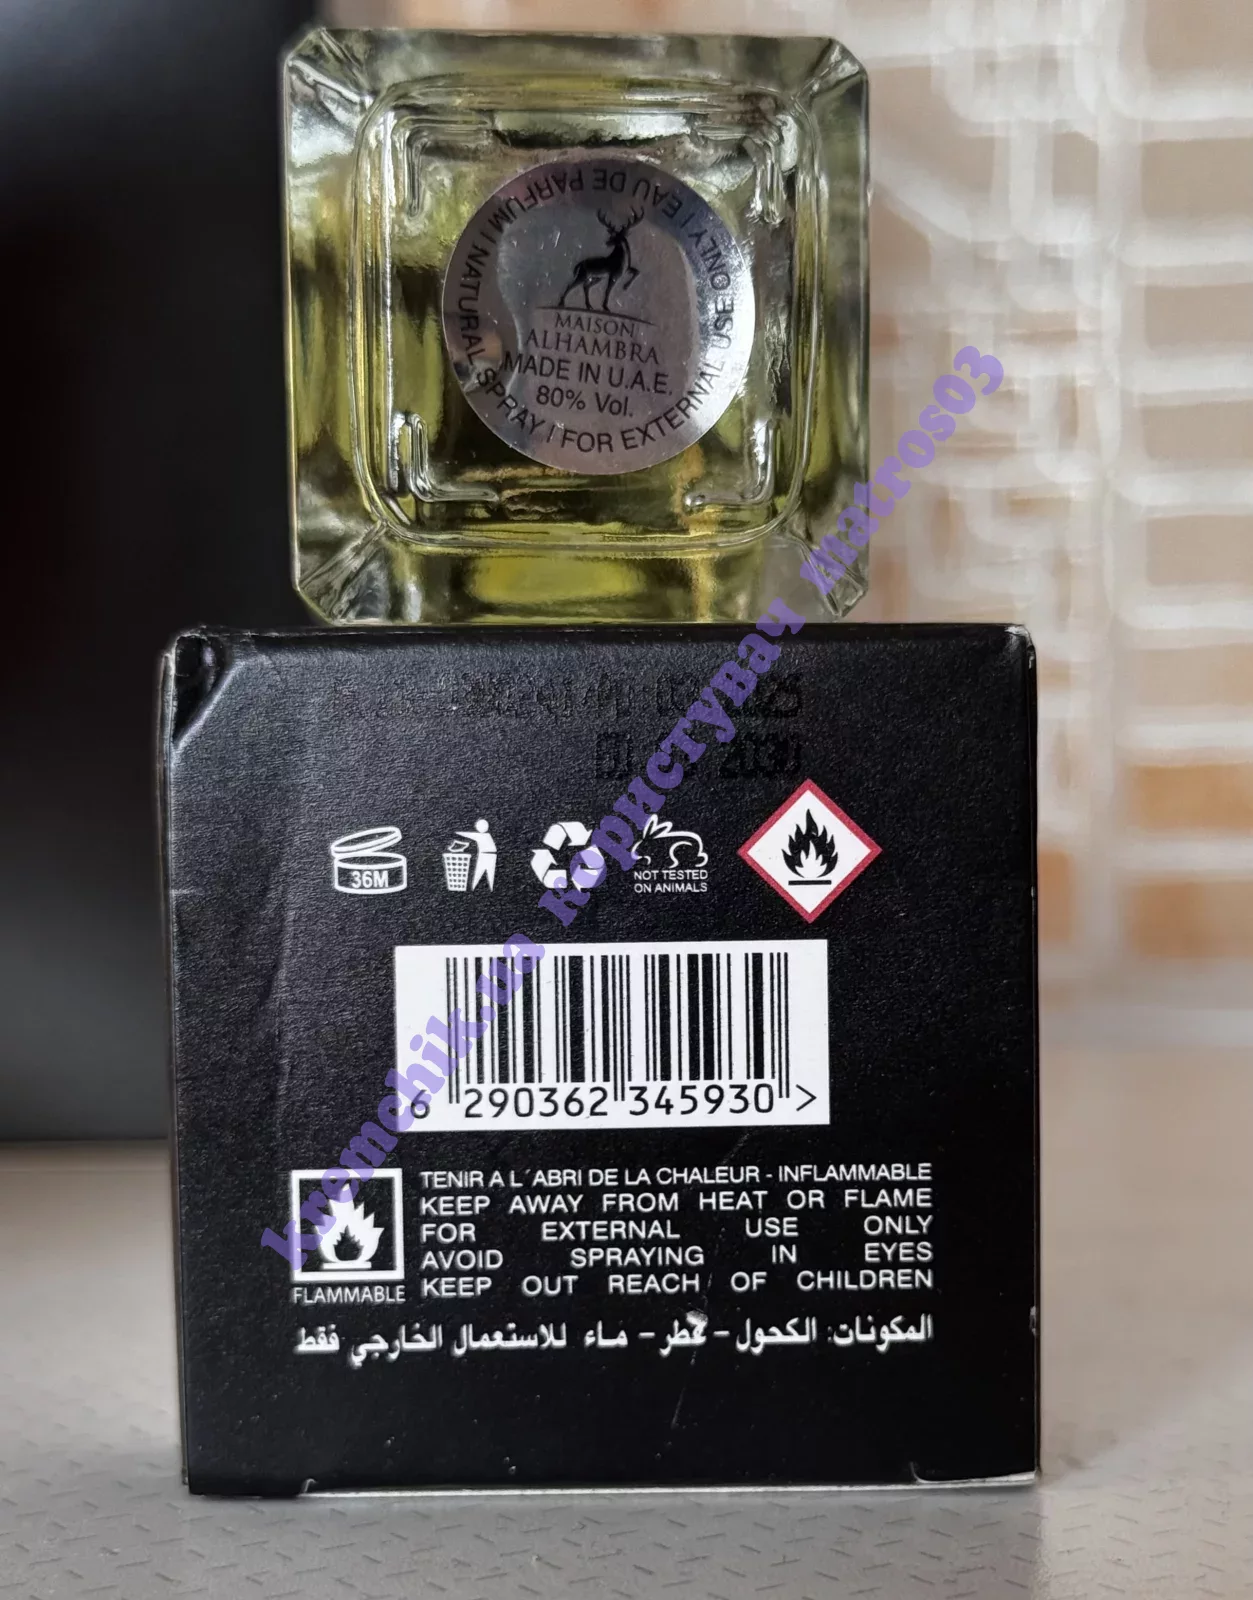 EAU DE PARFUM | NATURAL SPRAY | FOR EXTERNAL USE ONLY |
MAISON
ALHAMBRA
MADE IN U.A.E.
80% Vol.
2030
36M
NOT TESTED
ON ANIMALS
6 290362 345930 >
TENIR A L´ABRI DE LA CHALEUR - INFLAMMABLE
KEEP AWAY FROM HEAT OR FLAME
FOR EXTERNAL USE ONLY
AVOID SPRAYING IN EYES
KEEP OUT REACH OF CHILDREN
FLAMMABLE
المكونات: الكحول - عطر - ماء للاستعمال الخارجي فقط
kremchik.ua користувач matros03